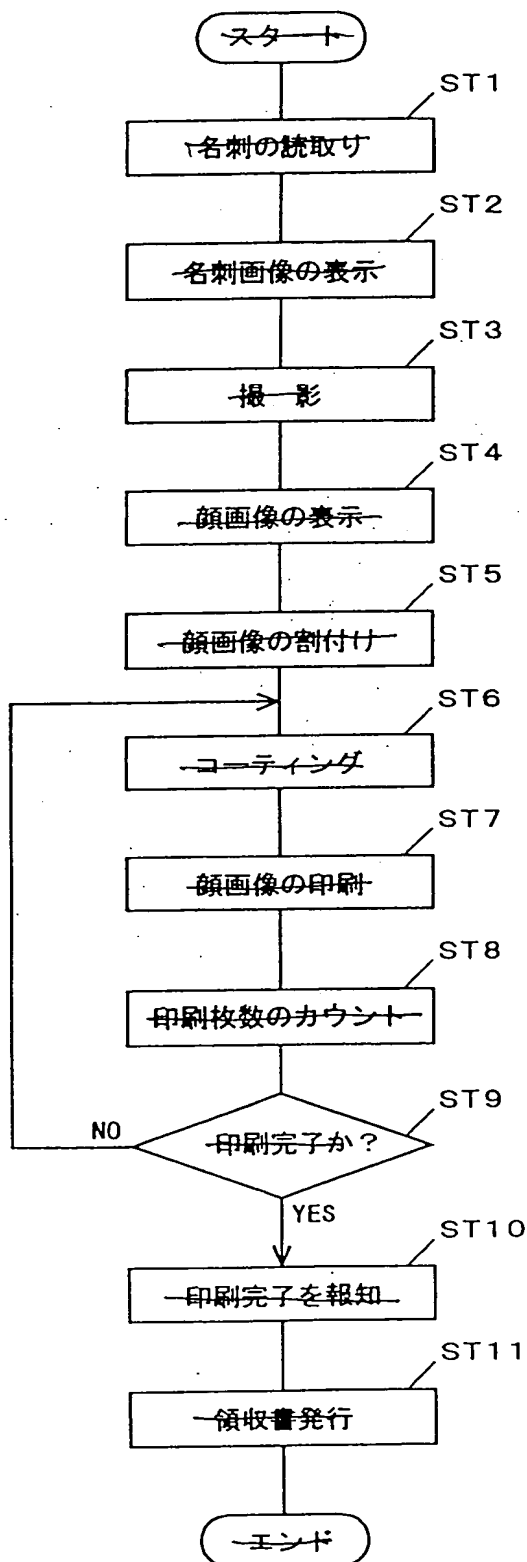 スタート
ST1
名刺の読取り
ST2
名刺画像の表示
ST3
撮 影
ST4
顔画像の表示
ST5
顔画像の割付け
ST6
コーティング
ST7
顔画像の印刷
ST8
印刷枚数のカウント
ST9
印刷完了か？
NO
YES
ST10
印刷完了を報知
ST11
領収書発行
エンド